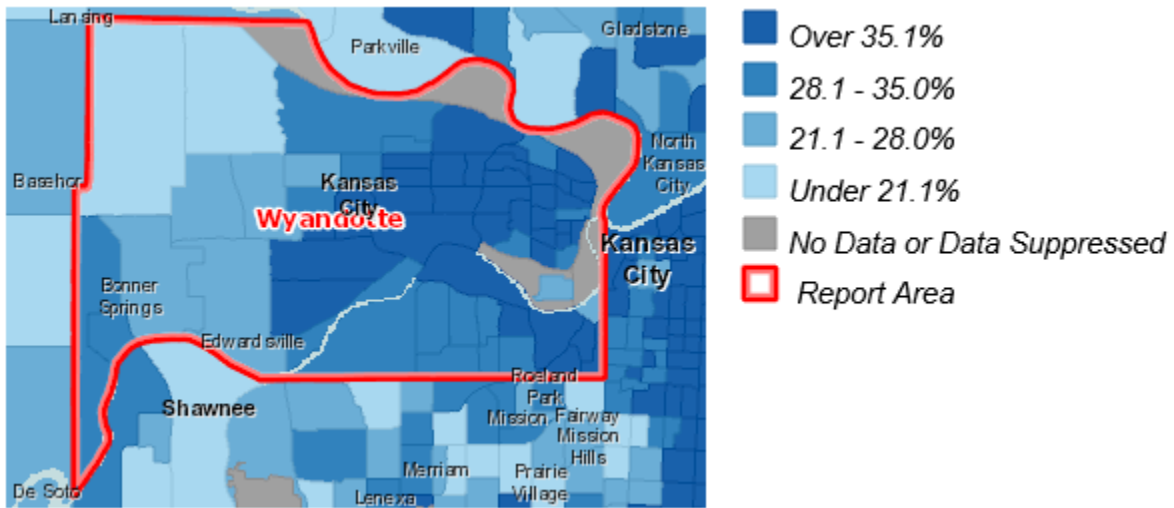 Lansing
Parkville
Gladstone
North
Kansas
City
Basehor
Kansas
City
Wyandotte
Kansas
City
Bonner
Springs
Edwardsville
Roeland
Park
Shawnee
Mission
Fairway
Mission
Hills
Merriam
Prairie
Village
De Soto
Lenexa
Over 35.1%
28.1 - 35.0%
21.1 - 28.0%
Under 21.1%
No Data or Data Suppressed
Report Area